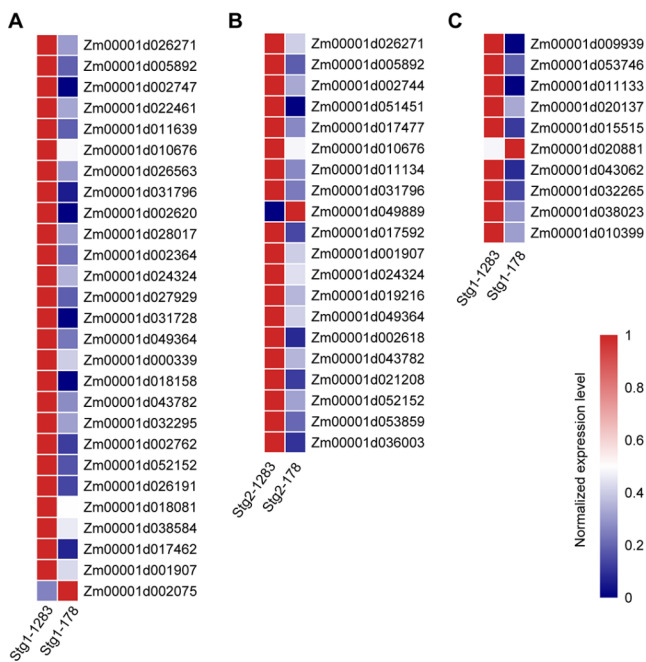 A
Zm00001d026271
Zm00001d005892
Zm00001d002747
Zm00001d022461
Zm00001d011639
Zm00001d010676
Zm00001d026563
Zm00001d031796
Zm00001d002620
Zm00001d028017
Zm00001d002364
Zm00001d024324
Zm00001d027929
Zm00001d031728
Zm00001d049364
Zm00001d000339
Zm00001d018158
Zm00001d043782
Zm00001d032295
Zm00001d002762
Zm00001d052152
Zm00001d026191
Zm00001d018081
Zm00001d038584
Zm00001d017462
Zm00001d001907
Zm00001d002075
Stg1-1283
Stg1-178
B
Zm00001d026271
Zm00001d005892
Zm00001d002744
Zm00001d051451
Zm00001d017477
Zm00001d010676
Zm00001d011134
Zm00001d031796
Zm00001d049889
Zm00001d017592
Zm00001d001907
Zm00001d024324
Zm00001d019216
Zm00001d049364
Zm00001d002618
Zm00001d043782
Zm00001d021208
Zm00001d052152
Zm00001d053859
Zm00001d036003
Stg2-1283
Stg2-178
C
Zm00001d009939
Zm00001d053746
Zm00001d011133
Zm00001d020137
Zm00001d015515
Zm00001d020881
Zm00001d043062
Zm00001d032265
Zm00001d038023
Zm00001d010399
Stg1-1283
Stg1-178
Normalized expression level
1
0.8
0.6
0.4
0.2
0